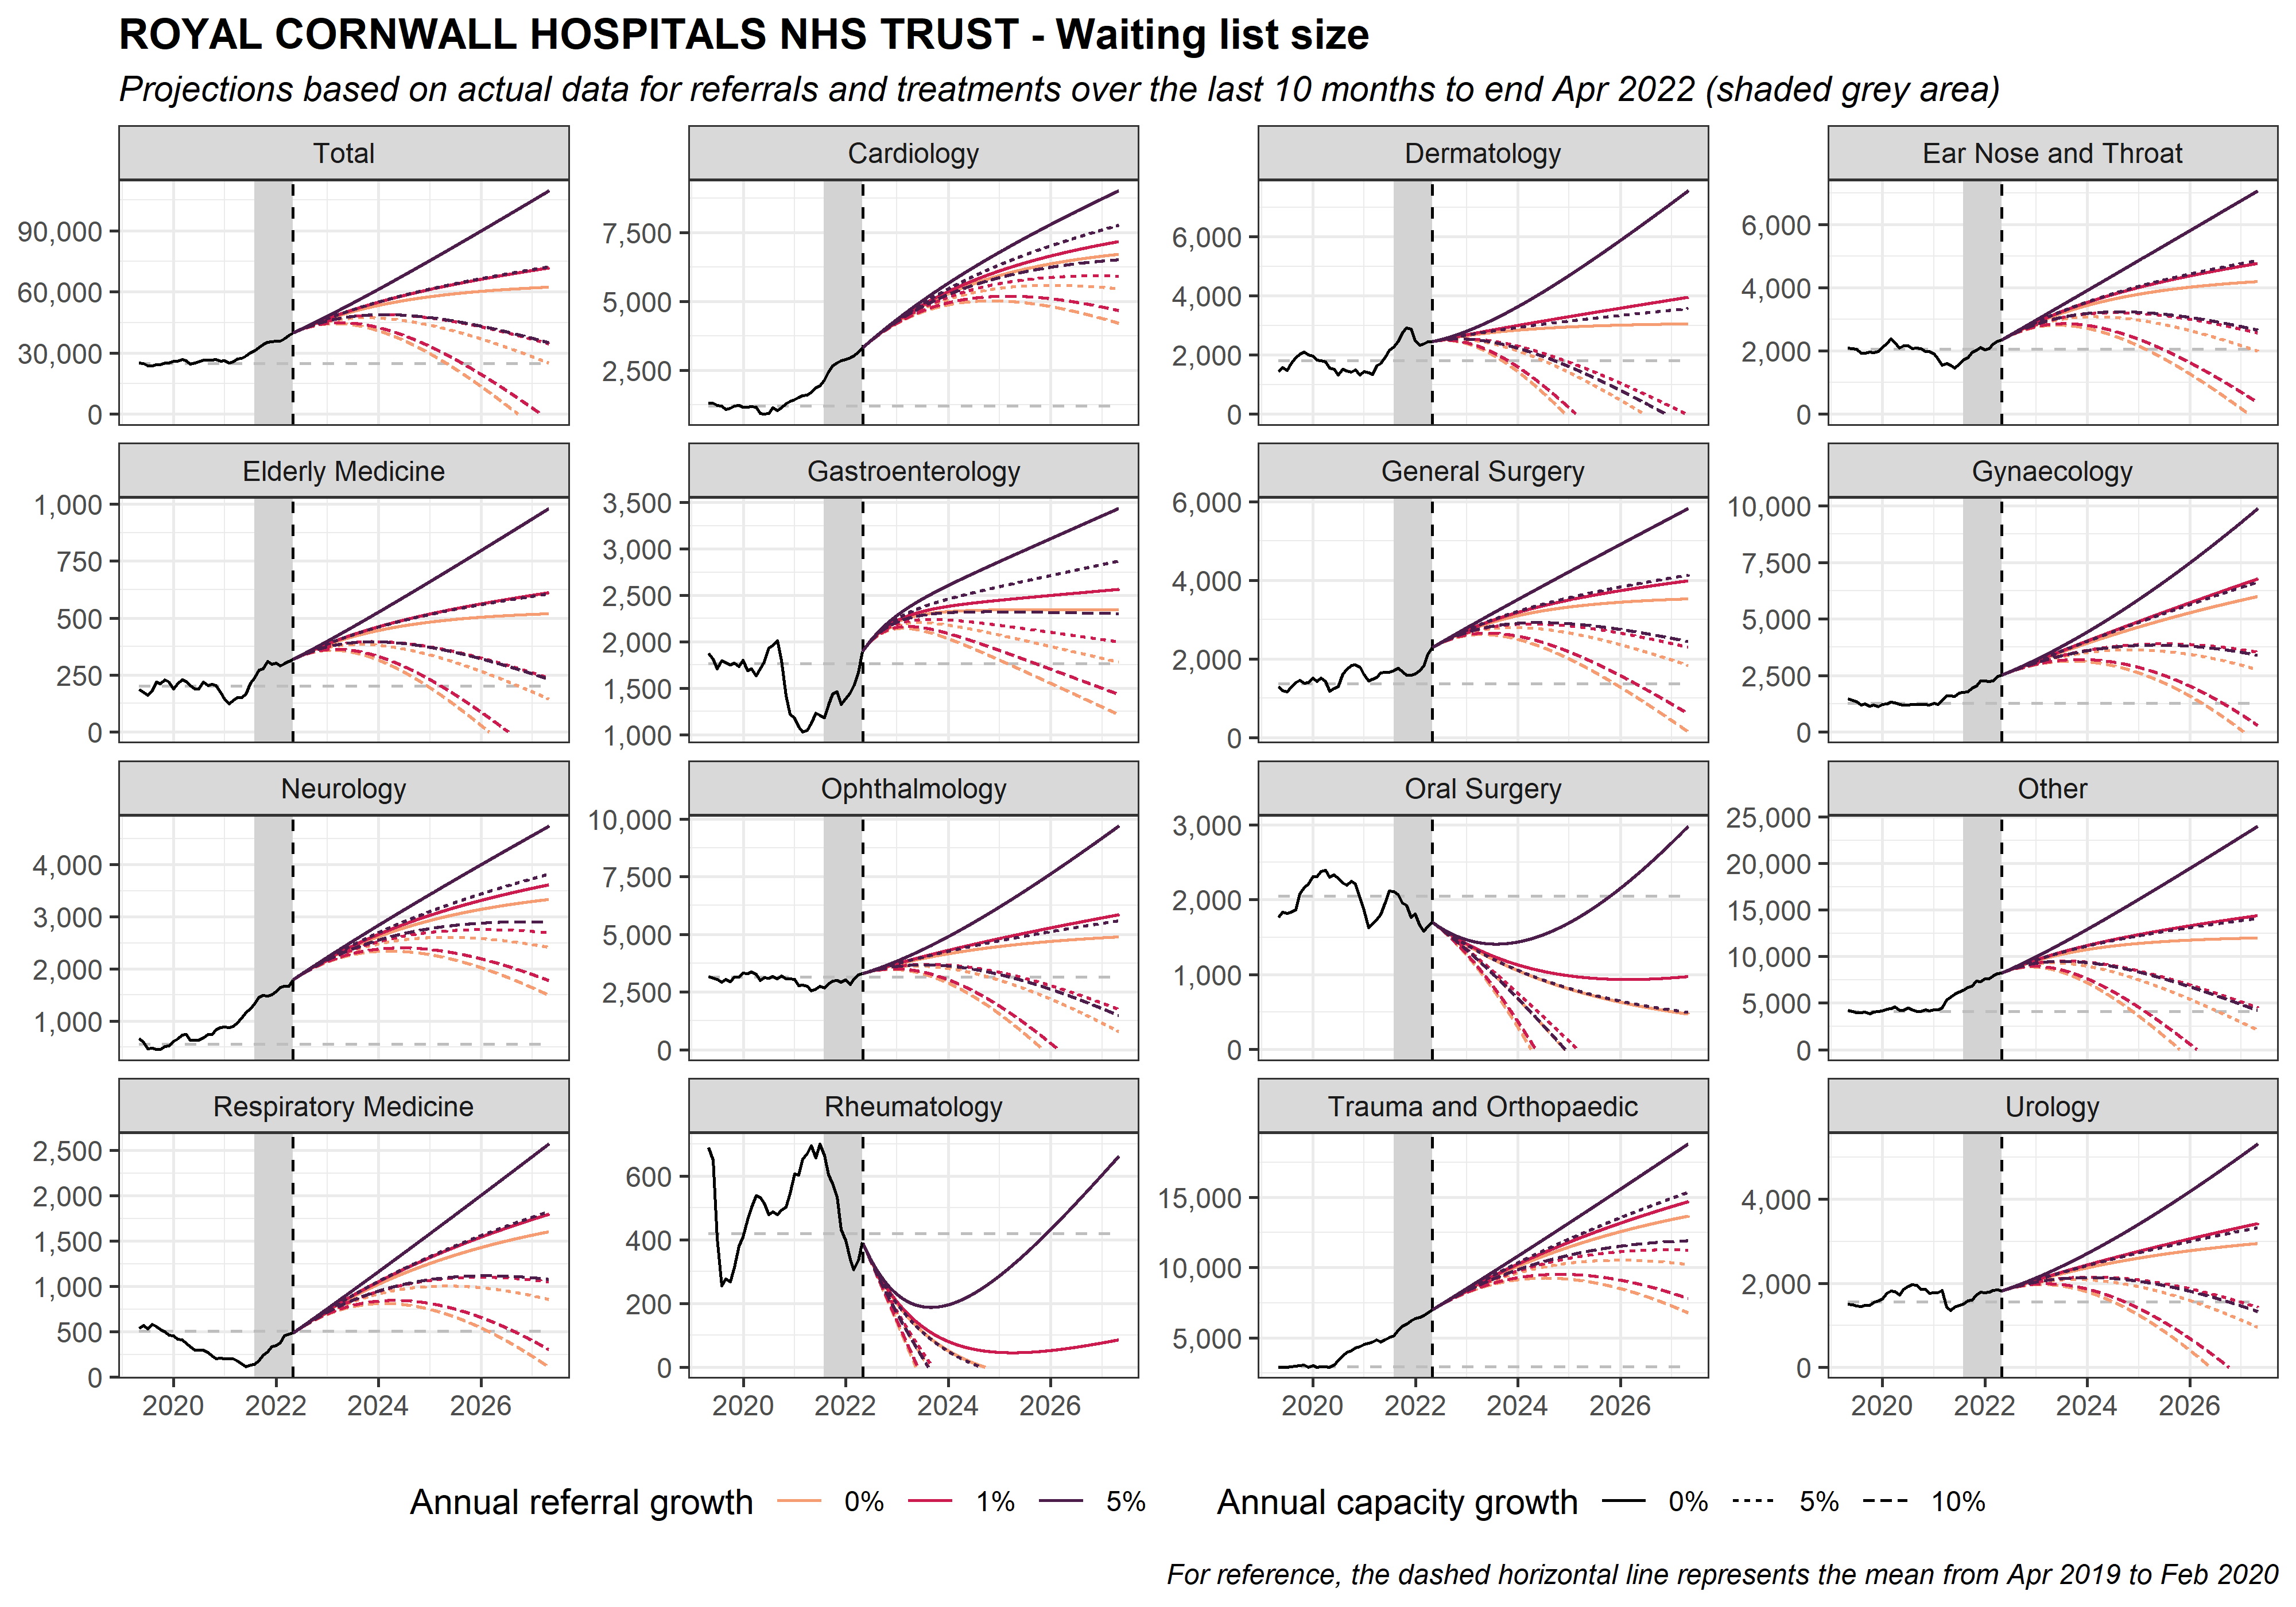 ROYAL CORNWALL HOSPITALS NHS TRUST - Waiting list size
Projections based on actual data for referrals and treatments over the last 10 months to end Apr 2022 (shaded grey area)
Total
Cardiology
Dermatology
Ear Nose and Throat
90,000
60,000
30,000
0
7,500
5,000
2,500
6,000
4,000
2,000
0
6,000
4,000
2,000
0
Elderly Medicine
Gastroenterology
General Surgery
Gynaecology
1,000
750
500
250
0
3,500
3,000
2,500
2,000
1,500
1,000
6,000
4,000
2,000
0
10,000
7,500
5,000
2,500
0
Neurology
Ophthalmology
Oral Surgery
Other
4,000
3,000
2,000
1,000
10,000
7,500
5,000
2,500
0
3,000
2,000
1,000
0
25,000
20,000
15,000
10,000
5,000
0
Respiratory Medicine
Rheumatology
Trauma and Orthopaedic
Urology
2,500
2,000
1,500
1,000
500
0
600
400
200
0
15,000
10,000
5,000
4,000
2,000
0
2020 2022 2024 2026
2020 2022 2024 2026
2020 2022 2024 2026
2020 2022 2024 2026
Annual referral growth 0% 1% 5%
Annual capacity growth 0% 5% 10%
For reference, the dashed horizontal line represents the mean from Apr 2019 to Feb 2020